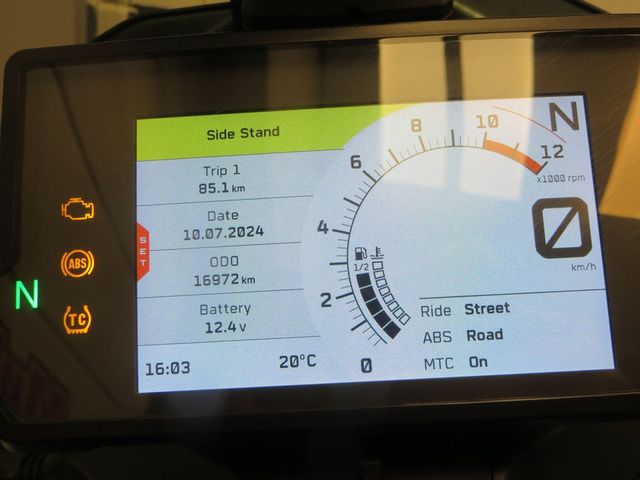 Side Stand
Trip 1
85.1 km
Date
10.07.2024
ODO
16972 km
Battery
12.4 V
16:03
20°C
SET
N
ABS
TC
0
2
4
6
8
10
12
x1000 rpm
N
1/2
0
km/h
Ride Street
ABS Road
MTC On